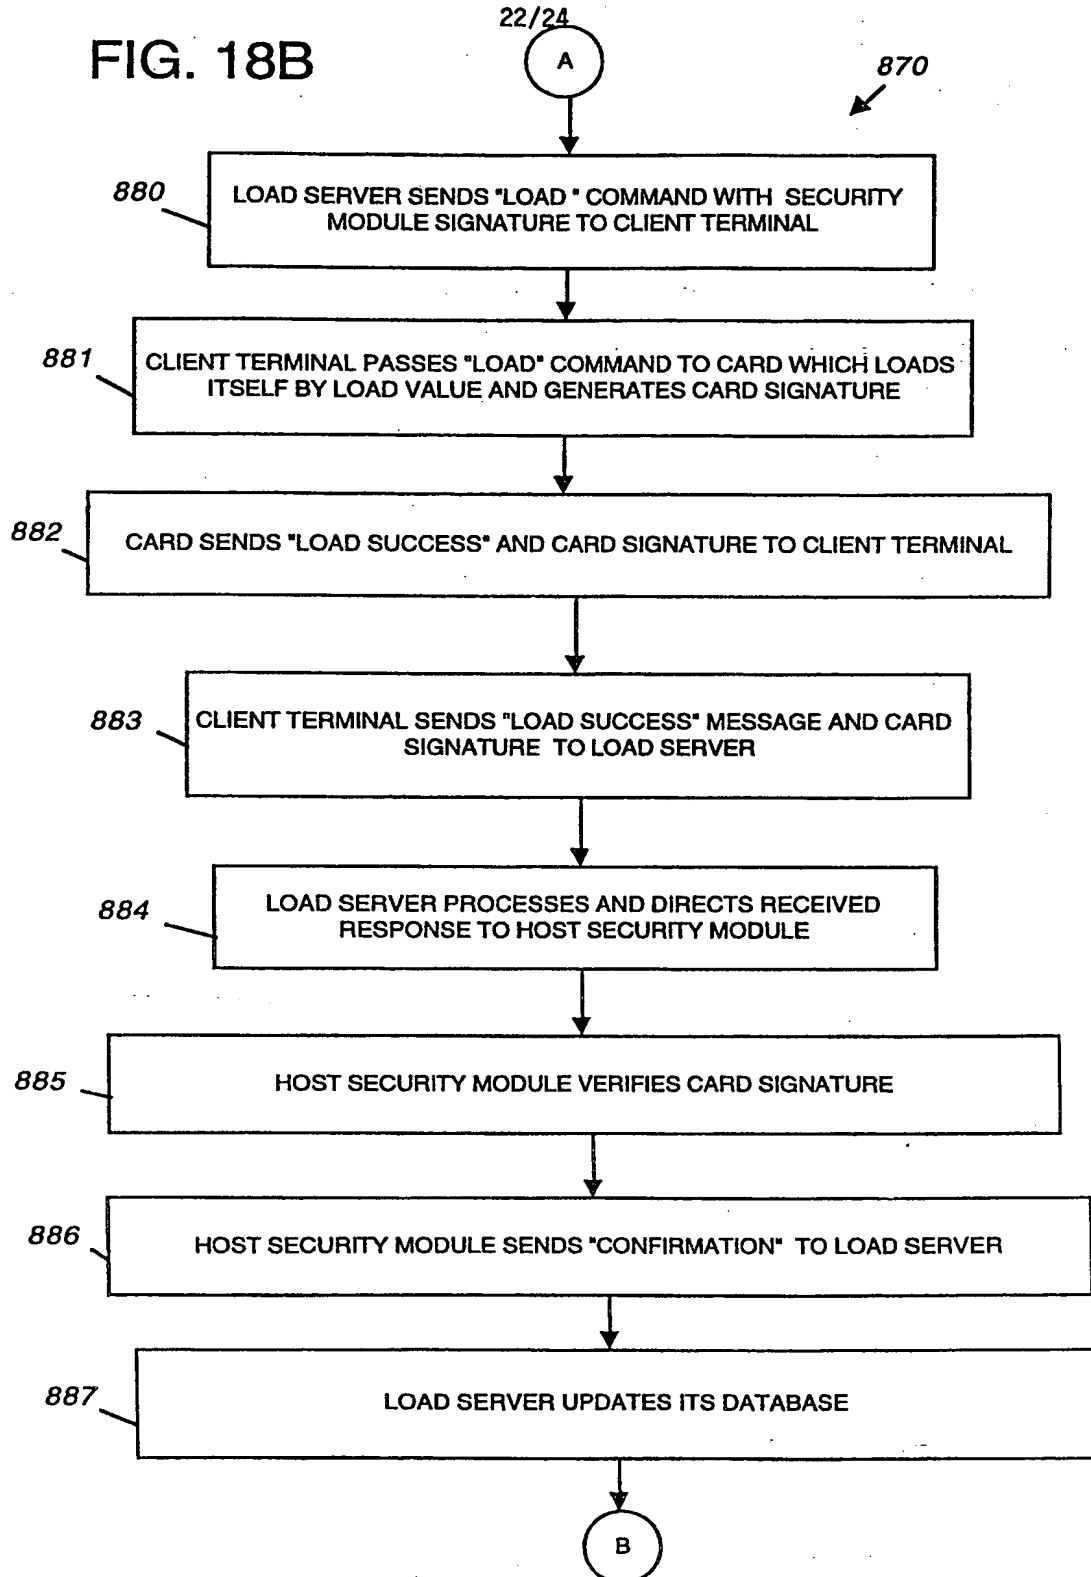 22/24
FIG. 18B
A
870
880
LOAD SERVER SENDS "LOAD " COMMAND WITH SECURITY
MODULE SIGNATURE TO CLIENT TERMINAL
881
CLIENT TERMINAL PASSES "LOAD" COMMAND TO CARD WHICH LOADS
ITSELF BY LOAD VALUE AND GENERATES CARD SIGNATURE
882
CARD SENDS "LOAD SUCCESS" AND CARD SIGNATURE TO CLIENT TERMINAL
883
CLIENT TERMINAL SENDS "LOAD SUCCESS" MESSAGE AND CARD
SIGNATURE TO LOAD SERVER
884
LOAD SERVER PROCESSES AND DIRECTS RECEIVED
RESPONSE TO HOST SECURITY MODULE
885
HOST SECURITY MODULE VERIFIES CARD SIGNATURE
886
HOST SECURITY MODULE SENDS "CONFIRMATION" TO LOAD SERVER
887
LOAD SERVER UPDATES ITS DATABASE
B